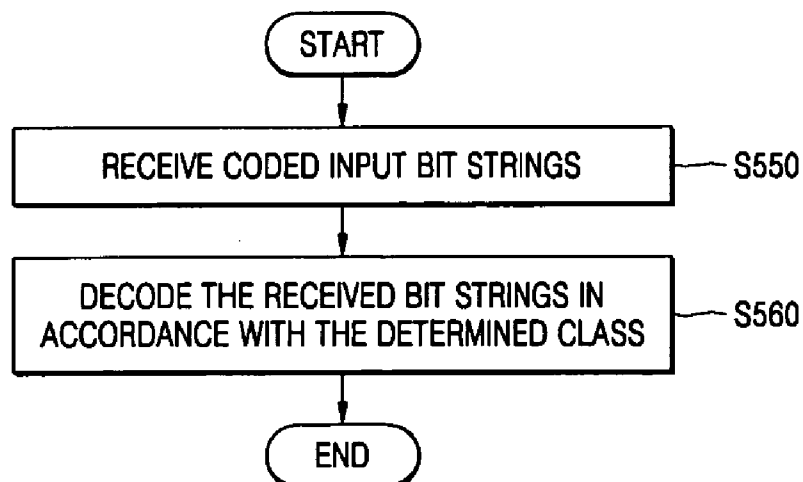 START
RECEIVE CODED INPUT BIT STRINGS
S550
DECODE THE RECEIVED BIT STRINGS IN
ACCORDANCE WITH THE DETERMINED CLASS
S560
END